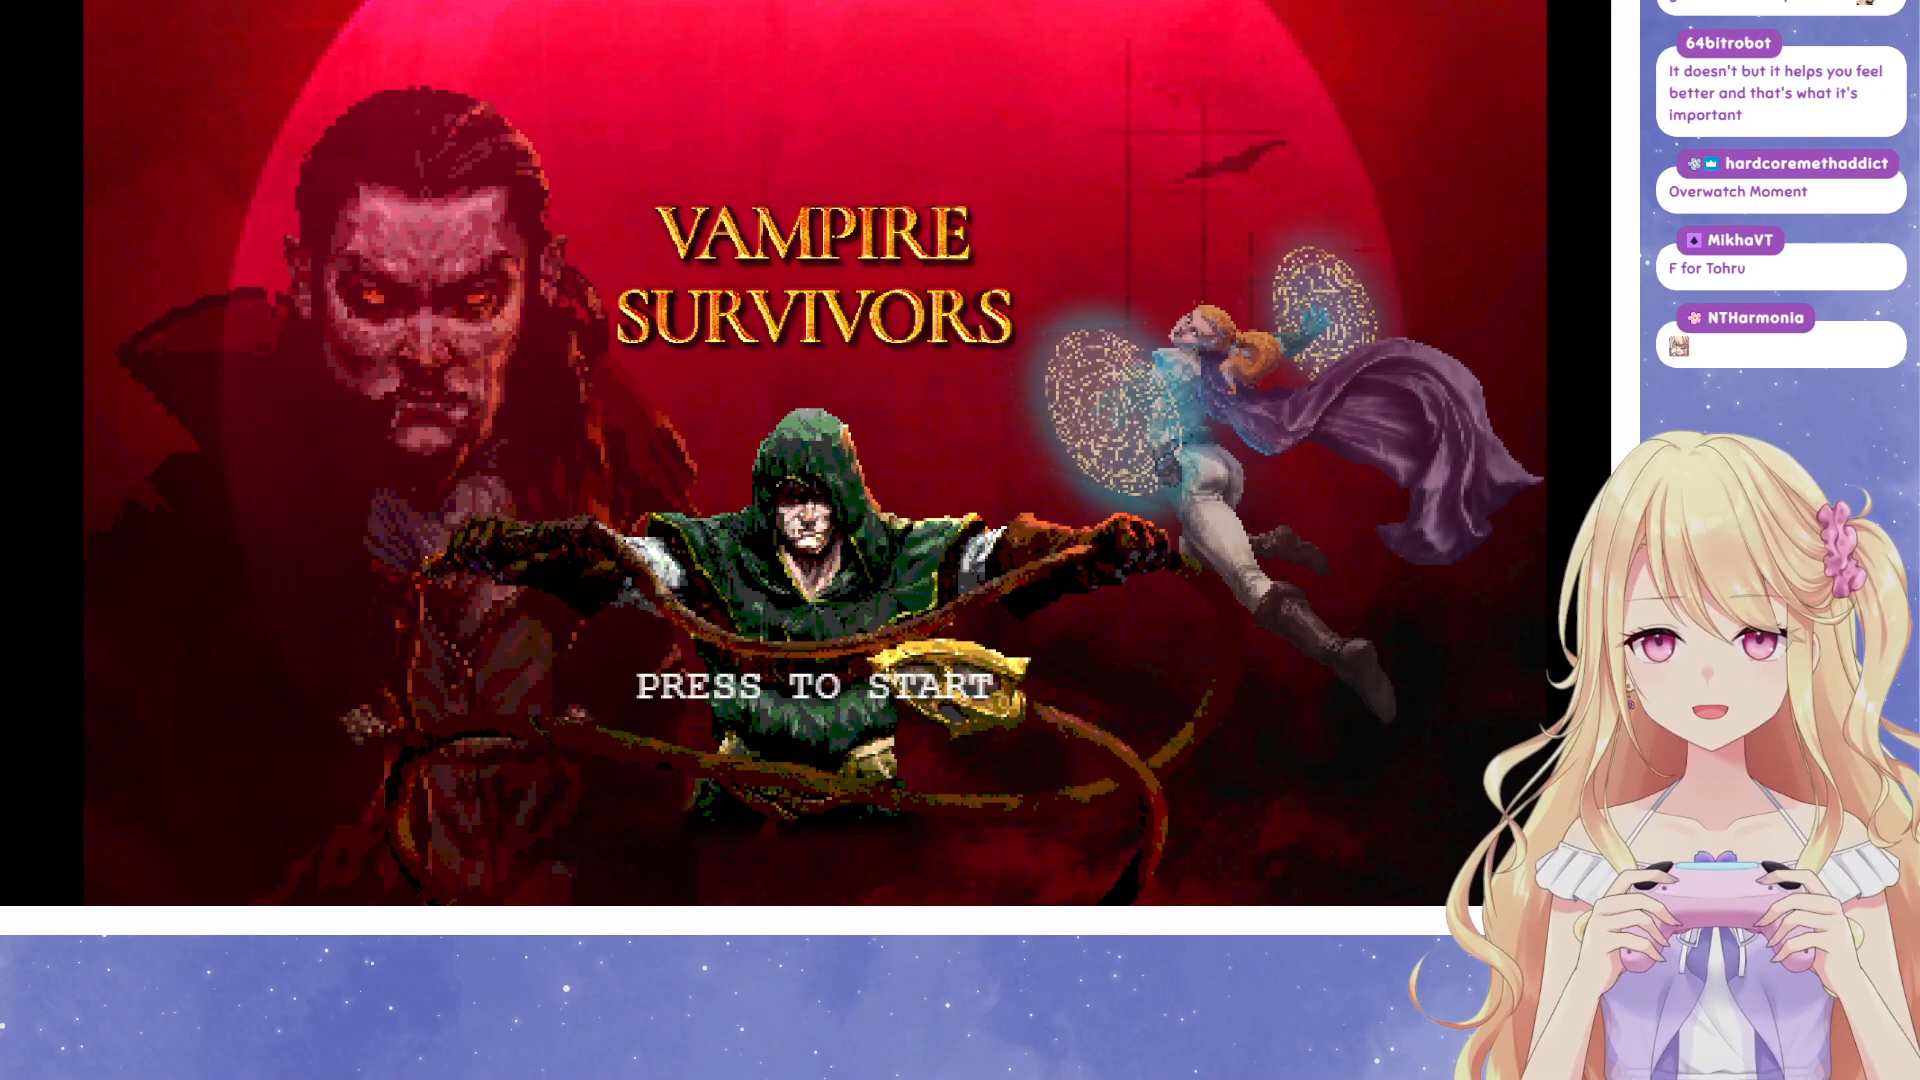 VAMPIRE
SURVIVORS
PRESS TO START
64bitrobot
It doesn't but it helps you feel
better and that's what it's
important
hardcoremethaddict
Overwatch Moment
MikhaVT
F for Tohru
NTHarmonia